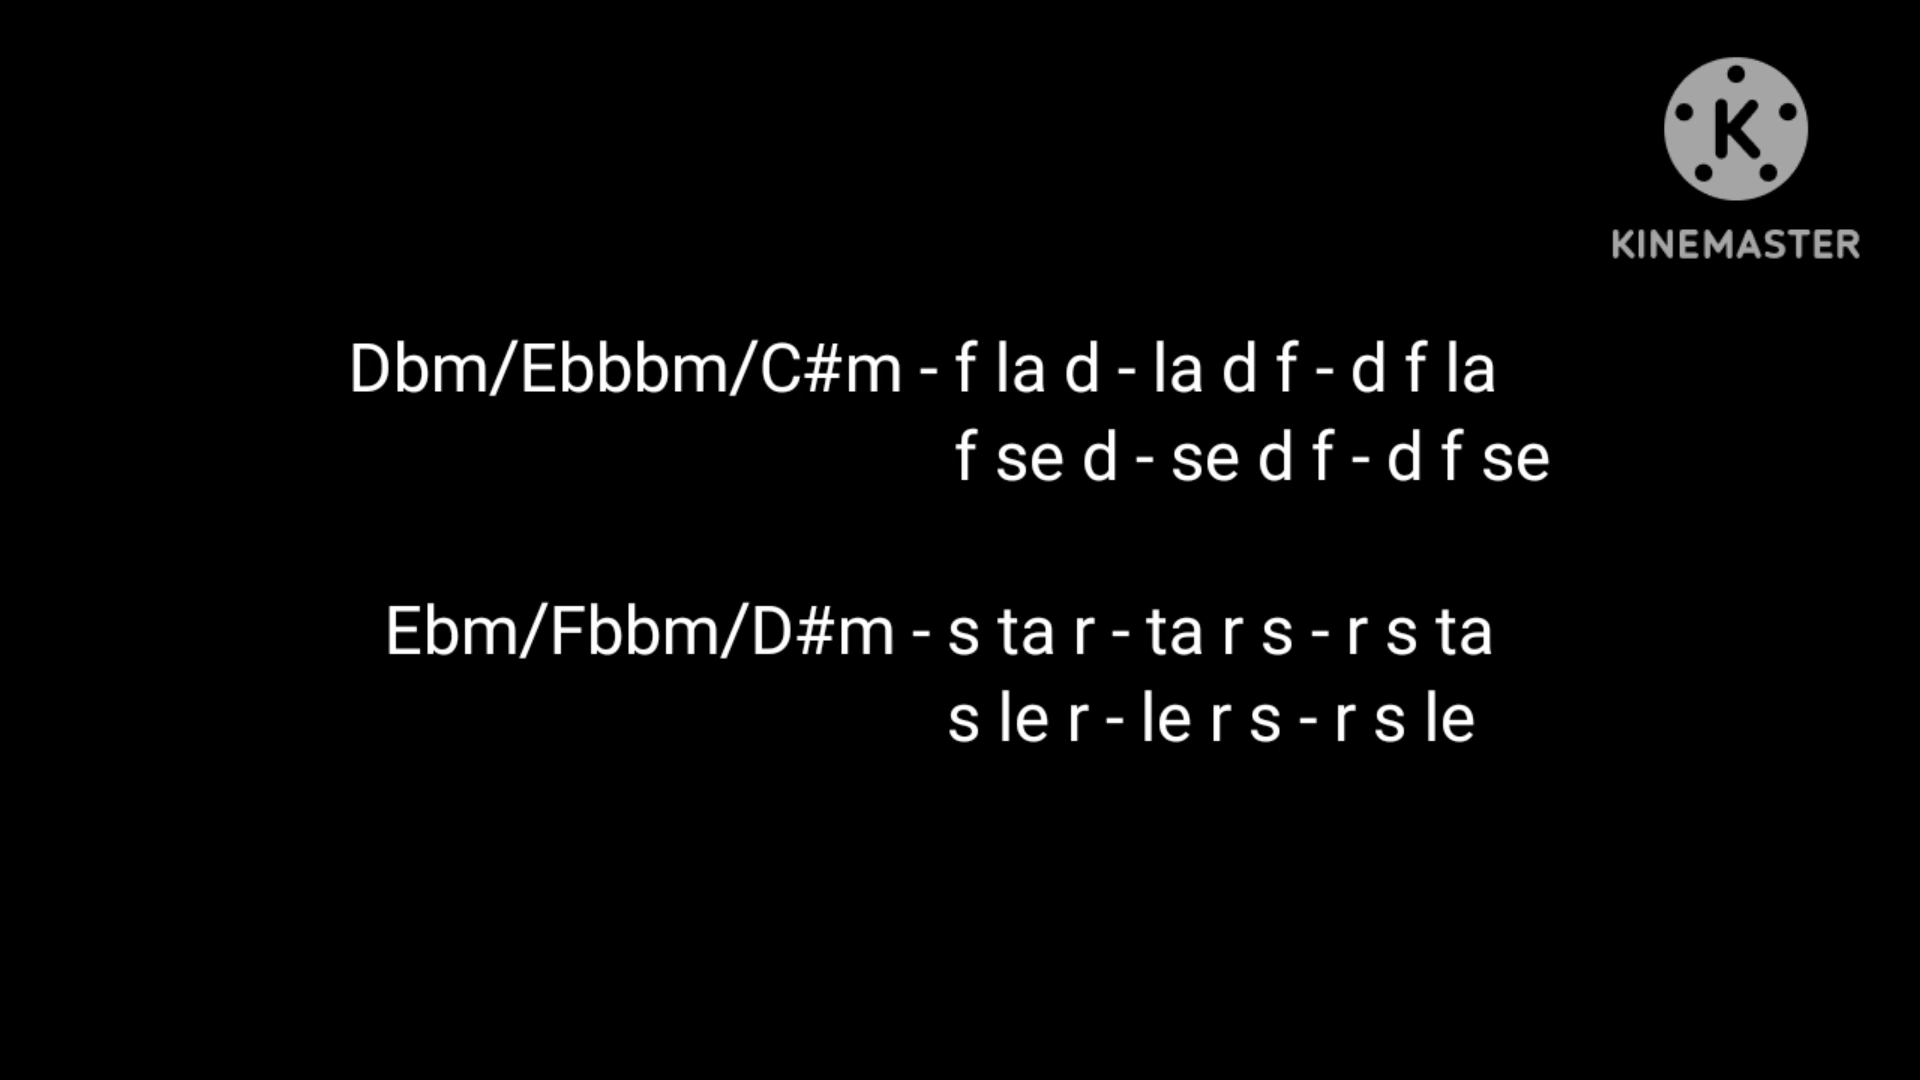 K
KINEMASTER
Dbm/Ebbbm/C#m - f la d - la d f - d f la
f se d - se d f - d f se
Ebm/Fbbm/D#m - s ta r - ta r s - r s ta
s le r - le r s - r s le